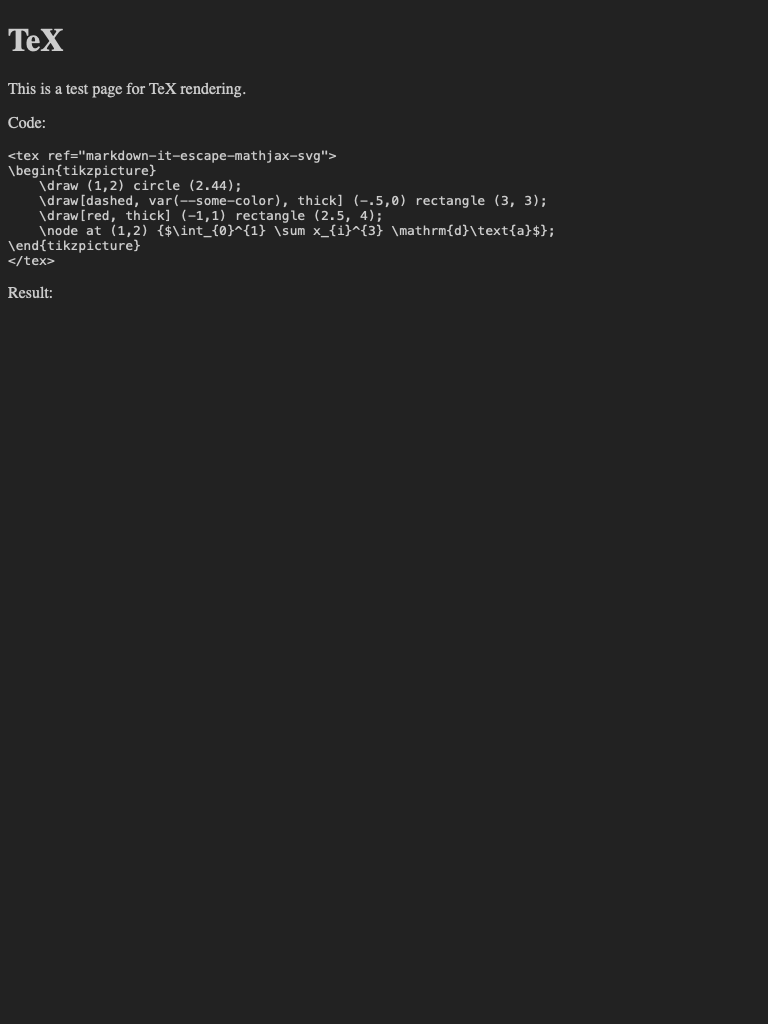 TeX
This is a test page for TeX rendering.
Code:
<tex ref="markdown-it-escape-mathjax-svg">
\begin{tikzpicture}
    \draw (1,2) circle (2.44);
    \draw[dashed, var(--some-color), thick] (-.5,0) rectangle (3, 3);
    \draw[red, thick] (-1,1) rectangle (2.5, 4);
    \node at (1,2) {$\int_{0}^{1} \sum x_{i}^{3} \mathrm{d}\text{a}$};
\end{tikzpicture}
</tex>
Result: